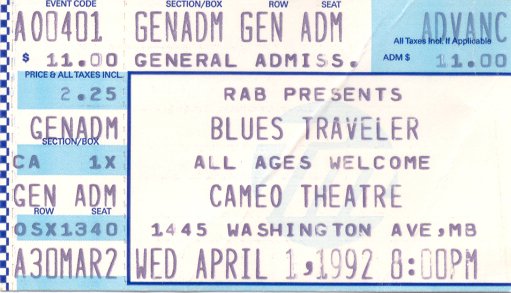 EVENT CODE SECTION/BOX ROW SEAT
A00401 GENADM GEN ADM ADVANC
All Taxes Incl. If Applicable
$ 11.00 GENERAL ADMISS. ADM $ 11.00
PRICE & ALL TAXES INCL.
2.25 RAB PRESENTS
GENADM BLUES TRAVELER
SECTION/BOX
CA 1X ALL AGES WELCOME
GEN ADM CAMEO THEATRE
ROW SEAT
OSX1340 1445 WASHINGTON AVE,MB
A30MAR2 WED APRIL 1,1992 8:00PM